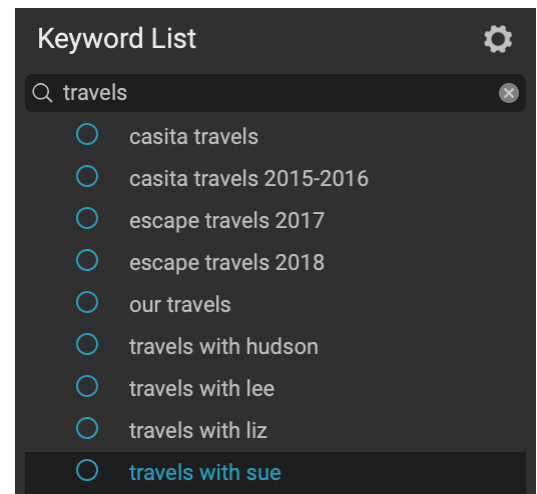 Keyword List
travels
casita travels
casita travels 2015-2016
escape travels 2017
escape travels 2018
our travels
travels with hudson
travels with lee
travels with liz
travels with sue